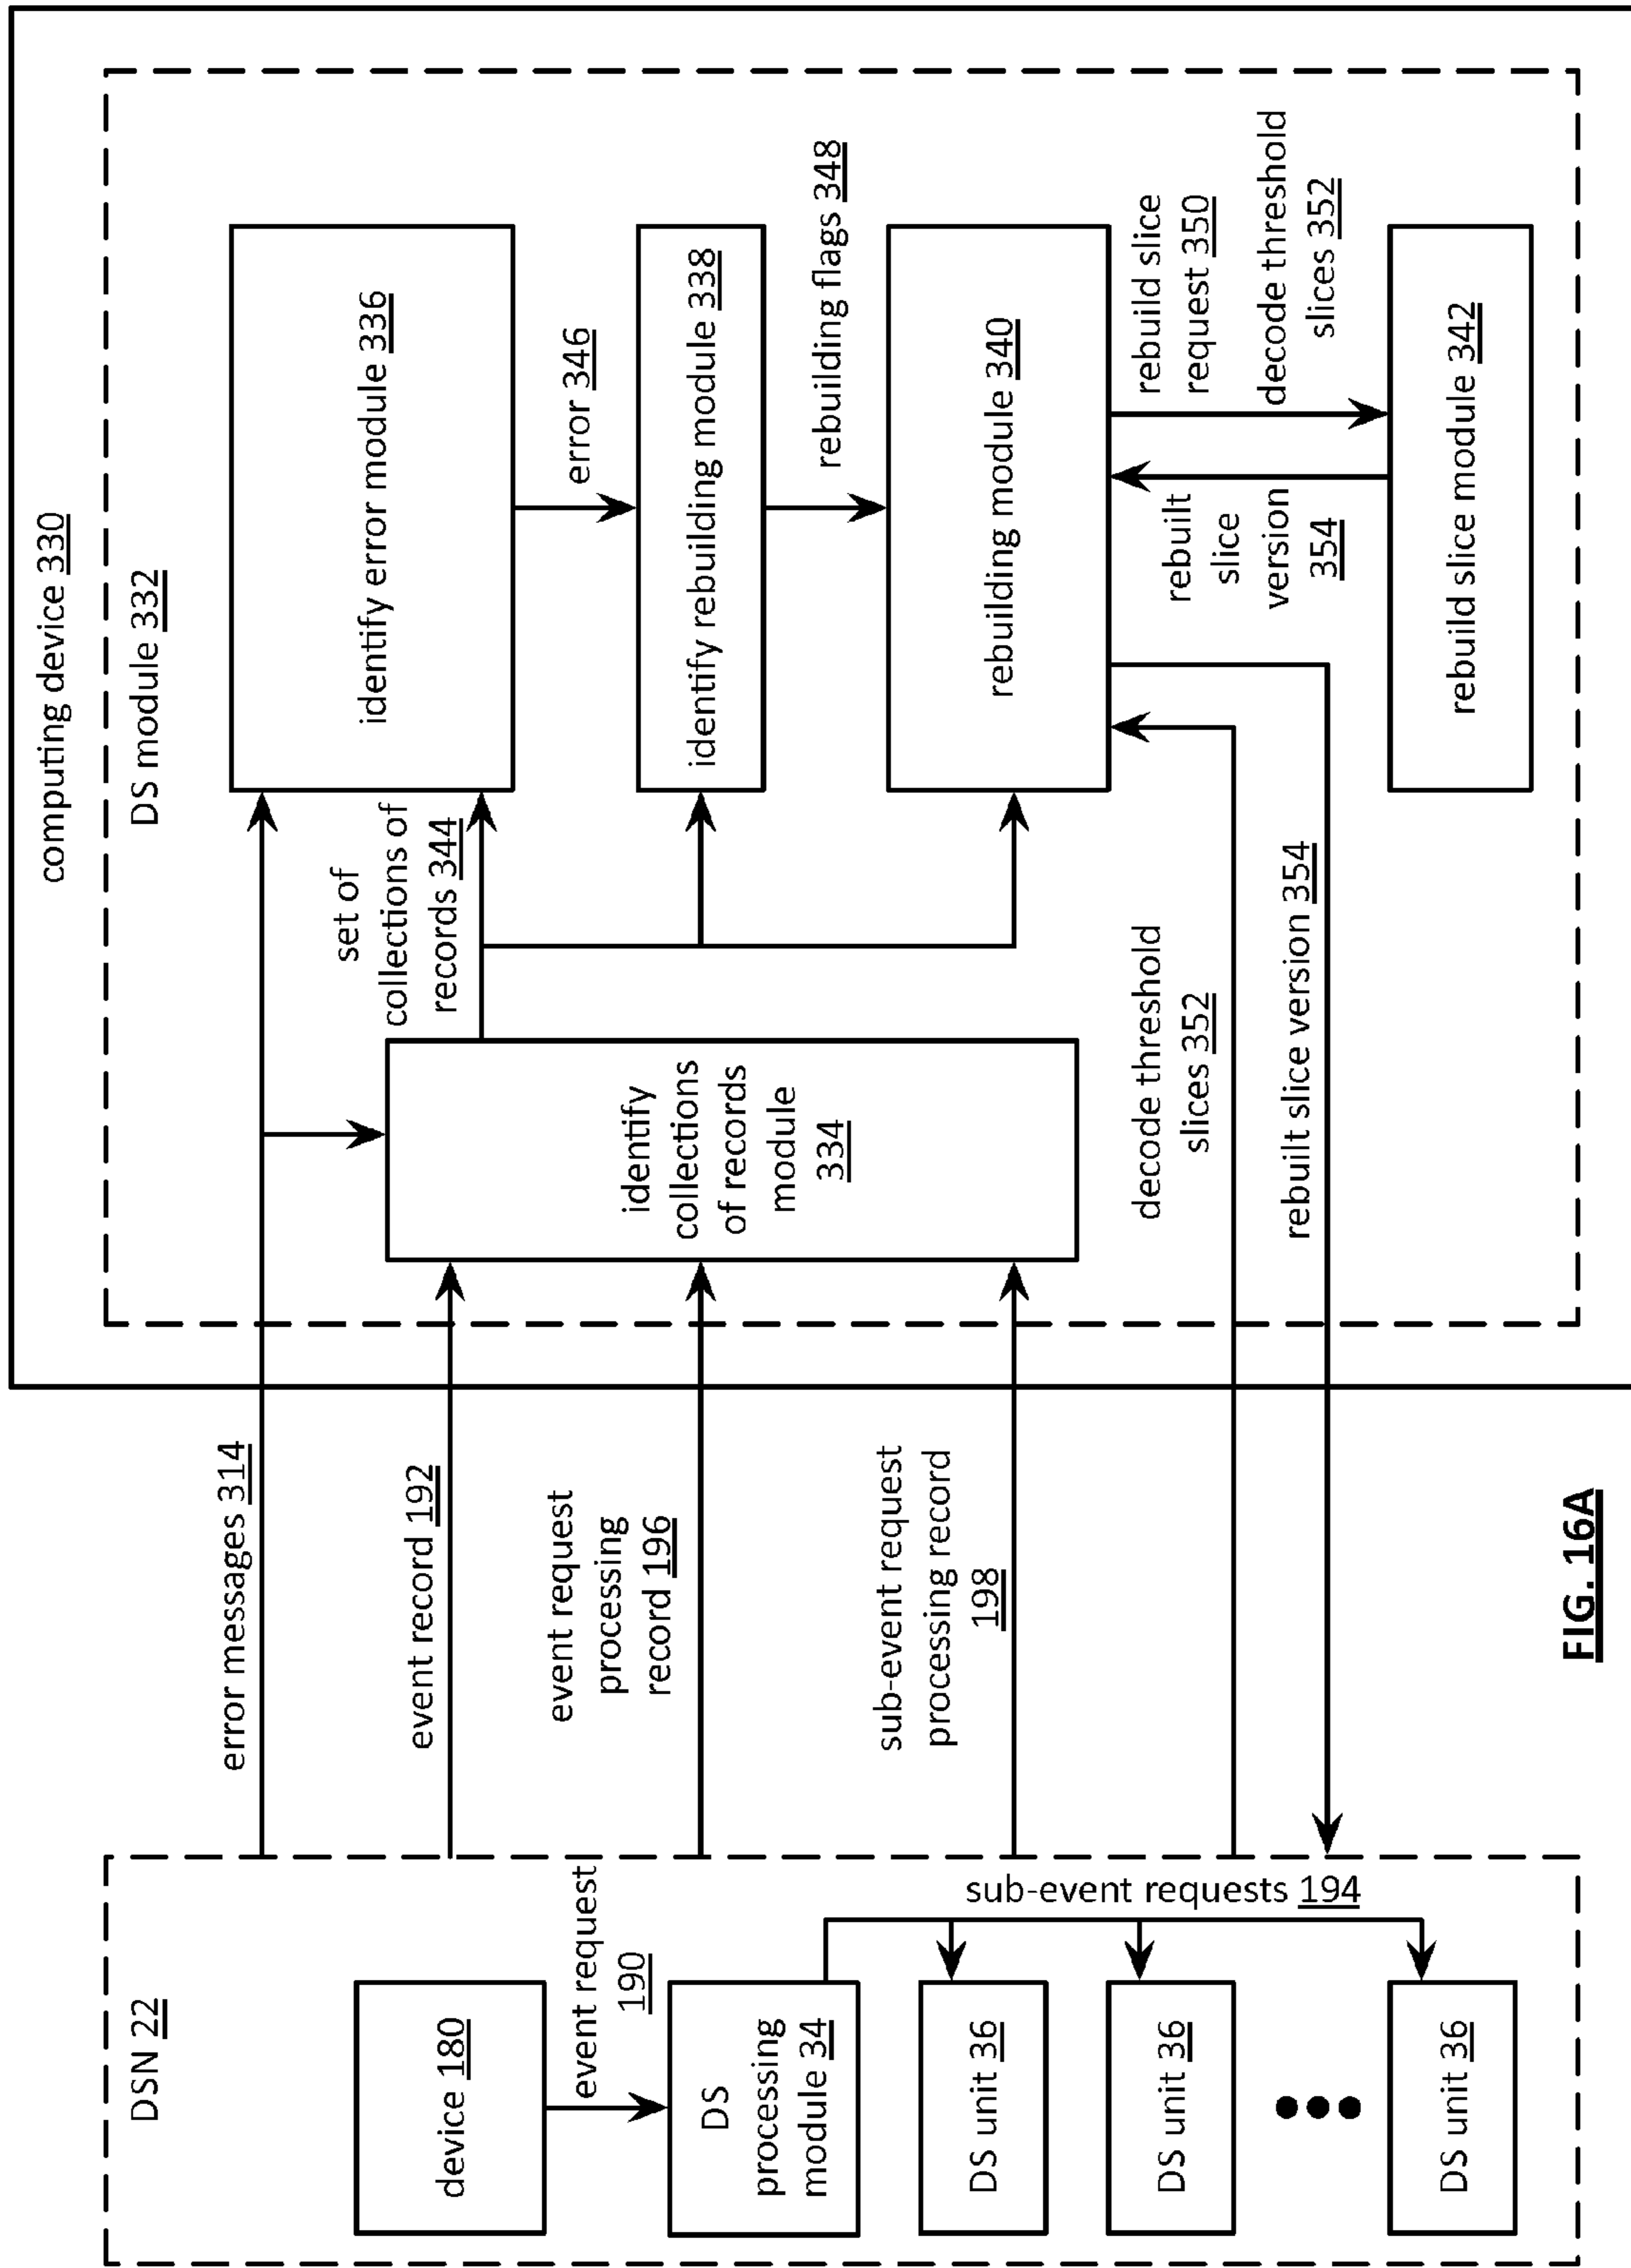 computing device 330
DS module 332
DSN 22
device 180
event request
190
DS
processing
module 34
sub-event requests 194
DS unit 36
DS unit 36
DS unit 36
error messages 314
event record 192
event request
processing
record 196
sub-event request
processing record
198
identify
collections
of records
module
334
set of
collections of
records 344
identify error module 336
error 346
identify rebuilding module 338
rebuilding flags 348
rebuilding module 340
rebuilt
slice
version
354
rebuild slice
request 350
decode threshold
slices 352
rebuild slice module 342
decode threshold
slices 352
rebuilt slice version 354
FIG. 16A